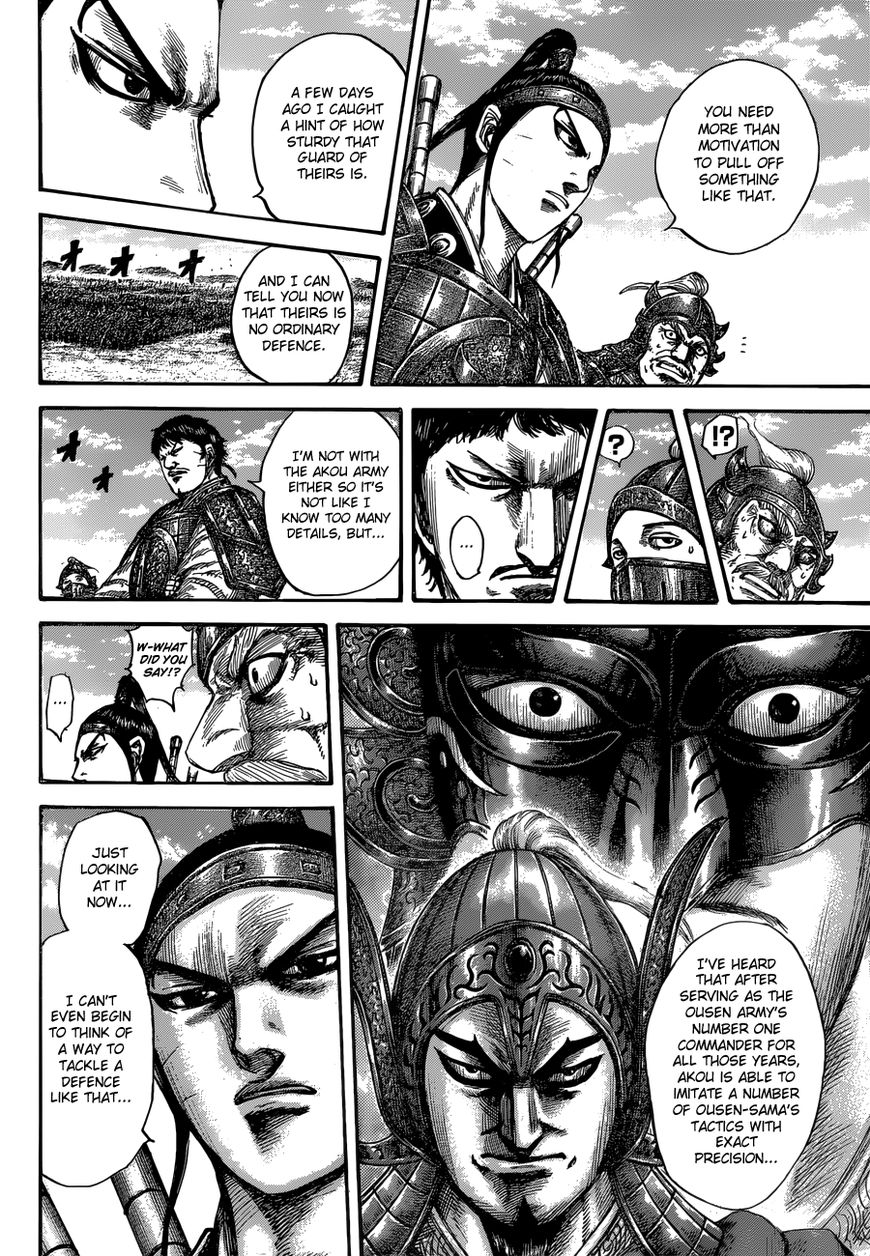 YOU NEED
MORE THAN
MOTIVATION
TO PULL OFF
SOMETHING
LIKE THAT.
A FEW DAYS
AGO I CAUGHT
A HINT OF HOW
STURDY THAT
GUARD OF
THEIRS IS.
オ オ オ
AND I CAN
TELL YOU NOW
THAT THEIRS IS
NO ORDINARY
DEFENCE.
!?
?
...
I'M NOT WITH
THE AKOU ARMY
EITHER SO IT'S
NOT LIKE I
KNOW TOO MANY
DETAILS, BUT...
オ オ
I'VE HEARD
THAT AFTER
SERVING AS THE
OUSEN ARMY'S
NUMBER ONE
COMMANDER FOR
ALL THOSE YEARS,
AKOU IS ABLE TO
IMITATE A NUMBER
OF OUSEN-SAMA'S
TACTICS WITH
EXACT
PRECISION...
W-WHAT
DID YOU
SAY!?
...
JUST
LOOKING
AT IT
NOW...
I CAN'T
EVEN BEGIN
TO THINK OF
A WAY TO
TACKLE A
DEFENCE
LIKE THAT...